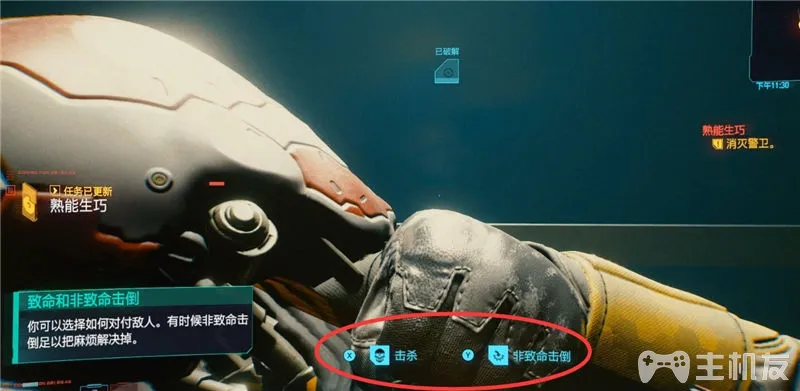 已破解
下午11:30
熟能生巧
消灭警卫。
任务已更新
熟能生巧
致命和非致命击倒
你可以选择如何对付敌人。有时候非致命击
倒足以把麻烦解决掉。
X 击杀 Y 非致命击倒
主机友